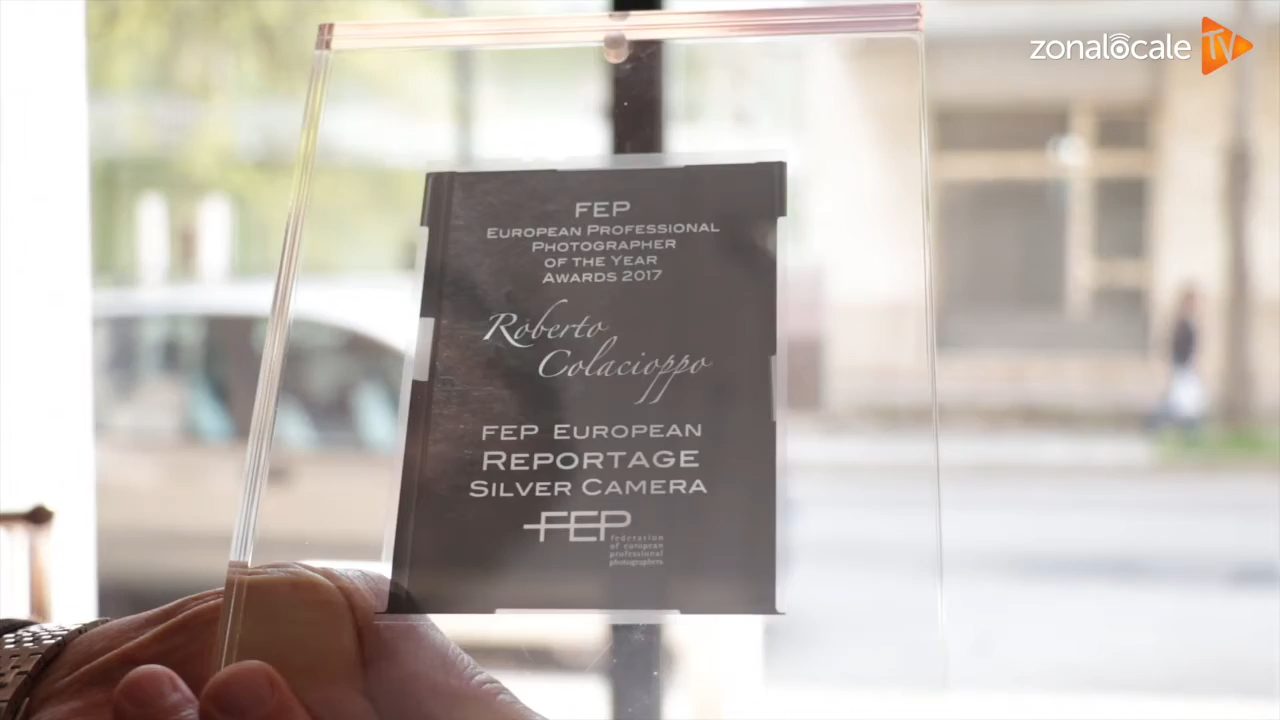 zonalocale TV
FEP
EUROPEAN PROFESSIONAL
PHOTOGRAPHER
OF THE YEAR
AWARDS 2017
Roberto
Colacioppo
FEP EUROPEAN
REPORTAGE
SILVER CAMERA
FEP
federation
of european
professional
photographers